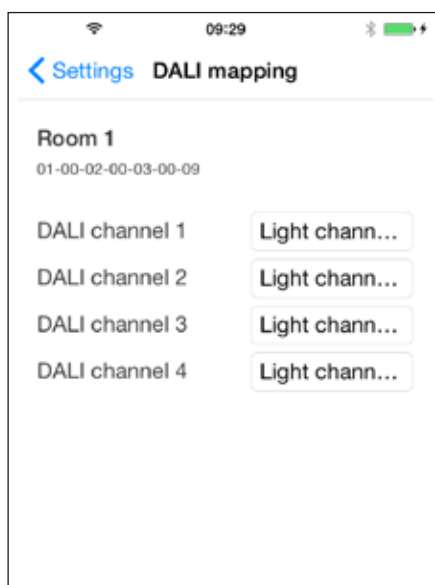 09:29
Settings DALI mapping
Room 1
01-00-02-00-03-00-09
DALI channel 1 Light chann...
DALI channel 2 Light chann...
DALI channel 3 Light chann...
DALI channel 4 Light chann...